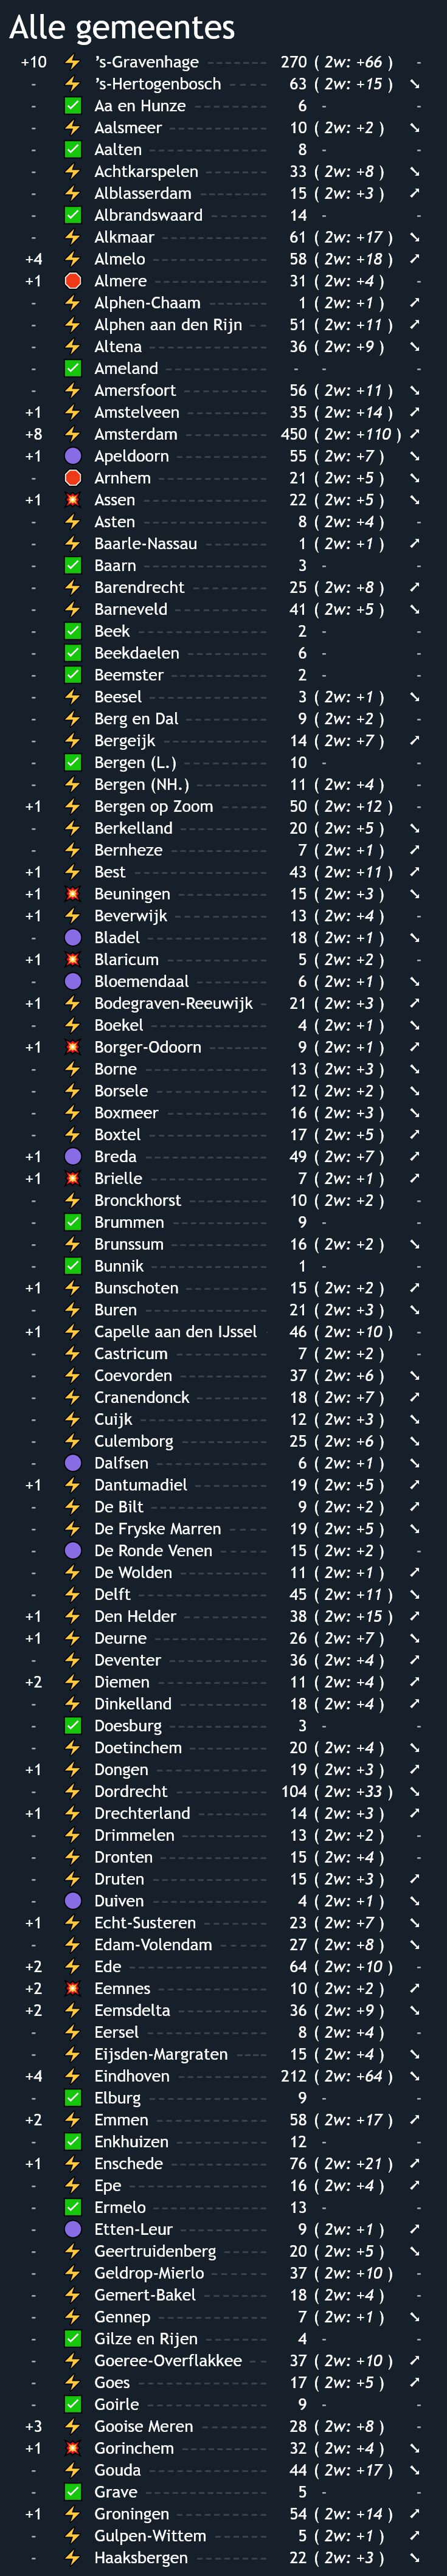 Alle gemeentes
+10 ⚡ 's-Gravenhage 270 ( 2w: +66 ) -
- ⚡ 's-Hertogenbosch 63 ( 2w: +15 ) ➘
- ✅ Aa en Hunze 6 - -
- ⚡ Aalsmeer 10 ( 2w: +2 ) ➘
- ✅ Aalten 8 - -
- ⚡ Achtkarspelen 33 ( 2w: +8 ) ➘
- ⚡ Alblasserdam 15 ( 2w: +3 ) ➚
- ✅ Albrandswaard 14 - -
- ⚡ Alkmaar 61 ( 2w: +17 ) ➘
+4 ⚡ Almelo 58 ( 2w: +18 ) ➚
+1 🛑 Almere 31 ( 2w: +4 ) -
- ⚡ Alphen-Chaam 1 ( 2w: +1 ) ➚
- ⚡ Alphen aan den Rijn 51 ( 2w: +11 ) ➚
- ⚡ Altena 36 ( 2w: +9 ) ➘
- ✅ Ameland - - -
- ⚡ Amersfoort 56 ( 2w: +11 ) ➘
+1 ⚡ Amstelveen 35 ( 2w: +14 ) ➚
+8 ⚡ Amsterdam 450 ( 2w: +110 ) ➚
+1 🟣 Apeldoorn 55 ( 2w: +7 ) ➘
- 🛑 Arnhem 21 ( 2w: +5 ) ➘
+1 💥 Assen 22 ( 2w: +5 ) ➘
- ⚡ Asten 8 ( 2w: +4 ) -
- ⚡ Baarle-Nassau 1 ( 2w: +1 ) ➚
- ✅ Baarn 3 - -
- ⚡ Barendrecht 25 ( 2w: +8 ) ➚
- ⚡ Barneveld 41 ( 2w: +5 ) ➘
- ✅ Beek 2 - -
- ✅ Beekdaelen 6 - -
- ✅ Beemster 2 - -
- ⚡ Beesel 3 ( 2w: +1 ) ➘
- ⚡ Berg en Dal 9 ( 2w: +2 ) -
- ⚡ Bergeijk 14 ( 2w: +7 ) ➚
- ✅ Bergen (L.) 10 - -
- ⚡ Bergen (NH.) 11 ( 2w: +4 ) -
+1 ⚡ Bergen op Zoom 50 ( 2w: +12 ) -
- ⚡ Berkelland 20 ( 2w: +5 ) ➘
- ⚡ Bernheze 7 ( 2w: +1 ) ➚
+1 ⚡ Best 43 ( 2w: +11 ) ➚
+1 💥 Beuningen 15 ( 2w: +3 ) ➘
+1 ⚡ Beverwijk 13 ( 2w: +4 ) -
- 🟣 Bladel 18 ( 2w: +1 ) ➘
+1 💥 Blaricum 5 ( 2w: +2 ) -
- 🟣 Bloemendaal 6 ( 2w: +1 ) ➘
+1 ⚡ Bodegraven-Reeuwijk 21 ( 2w: +3 ) ➚
- ⚡ Boekel 4 ( 2w: +1 ) ➘
+1 💥 Borger-Odoorn 9 ( 2w: +1 ) ➚
- ⚡ Borne 13 ( 2w: +3 ) ➘
- ⚡ Borsele 12 ( 2w: +2 ) ➘
- ⚡ Boxmeer 16 ( 2w: +3 ) ➘
- ⚡ Boxtel 17 ( 2w: +5 ) ➚
+1 🟣 Breda 49 ( 2w: +7 ) ➚
+1 💥 Brielle 7 ( 2w: +1 ) ➚
- ⚡ Bronckhorst 10 ( 2w: +2 ) -
- ✅ Brummen 9 - -
- ⚡ Brunssum 16 ( 2w: +2 ) ➘
- ✅ Bunnik 1 - -
+1 ⚡ Bunschoten 15 ( 2w: +2 ) ➚
- ⚡ Buren 21 ( 2w: +3 ) ➘
+1 ⚡ Capelle aan den IJssel 46 ( 2w: +10 ) -
- ⚡ Castricum 7 ( 2w: +2 ) -
- ⚡ Coevorden 37 ( 2w: +6 ) ➘
- ⚡ Cranendonck 18 ( 2w: +7 ) ➚
- ⚡ Cuijk 12 ( 2w: +3 ) ➘
- ⚡ Culemborg 25 ( 2w: +6 ) ➘
- 🟣 Dalfsen 6 ( 2w: +1 ) ➘
+1 ⚡ Dantumadiel 19 ( 2w: +5 ) ➚
- ⚡ De Bilt 9 ( 2w: +2 ) ➚
- ⚡ De Fryske Marren 19 ( 2w: +5 ) ➘
- 🟣 De Ronde Venen 15 ( 2w: +2 ) -
- ⚡ De Wolden 11 ( 2w: +1 ) ➚
- ⚡ Delft 45 ( 2w: +11 ) ➘
+1 ⚡ Den Helder 38 ( 2w: +15 ) ➚
+1 ⚡ Deurne 26 ( 2w: +7 ) ➘
- ⚡ Deventer 36 ( 2w: +4 ) ➚
+2 ⚡ Diemen 11 ( 2w: +4 ) ➚
- ⚡ Dinkelland 18 ( 2w: +4 ) ➚
- ✅ Doesburg 3 - -
- ⚡ Doetinchem 20 ( 2w: +4 ) ➘
+1 ⚡ Dongen 19 ( 2w: +3 ) ➚
- ⚡ Dordrecht 104 ( 2w: +33 ) ➘
+1 ⚡ Drechterland 14 ( 2w: +3 ) ➚
- ⚡ Drimmelen 13 ( 2w: +2 ) -
- ⚡ Dronten 15 ( 2w: +4 ) -
- ⚡ Druten 15 ( 2w: +3 ) ➚
- 🟣 Duiven 4 ( 2w: +1 ) ➘
+1 ⚡ Echt-Susteren 23 ( 2w: +7 ) ➘
- ⚡ Edam-Volendam 27 ( 2w: +8 ) ➘
+2 ⚡ Ede 64 ( 2w: +10 ) -
+2 💥 Eemnes 10 ( 2w: +2 ) ➚
+2 ⚡ Eemsdelta 36 ( 2w: +9 ) ➘
- ⚡ Eersel 8 ( 2w: +4 ) -
- ⚡ Eijsden-Margraten 15 ( 2w: +4 ) ➘
+4 ⚡ Eindhoven 212 ( 2w: +64 ) ➘
- ✅ Elburg 9 - -
+2 ⚡ Emmen 58 ( 2w: +17 ) ➚
- ✅ Enkhuizen 12 - -
+1 ⚡ Enschede 76 ( 2w: +21 ) ➚
- ⚡ Epe 16 ( 2w: +4 ) ➚
- ✅ Ermelo 13 - -
- 🟣 Etten-Leur 9 ( 2w: +1 ) ➚
- ⚡ Geertruidenberg 20 ( 2w: +5 ) ➘
- ⚡ Geldrop-Mierlo 37 ( 2w: +10 ) -
- ⚡ Gemert-Bakel 18 ( 2w: +4 ) -
- ⚡ Gennep 7 ( 2w: +1 ) ➘
- ✅ Gilze en Rijen 4 - -
- ⚡ Goeree-Overflakkee 37 ( 2w: +10 ) ➚
- ⚡ Goes 17 ( 2w: +5 ) ➚
- ✅ Goirle 9 - -
+3 ⚡ Gooise Meren 28 ( 2w: +8 ) -
+1 💥 Gorinchem 32 ( 2w: +4 ) ➘
- ⚡ Gouda 44 ( 2w: +17 ) ➘
- ✅ Grave 5 - -
+1 ⚡ Groningen 54 ( 2w: +14 ) ➚
- ⚡ Gulpen-Wittem 5 ( 2w: +1 ) ➚
- ⚡ Haaksbergen 22 ( 2w: +3 ) ➘